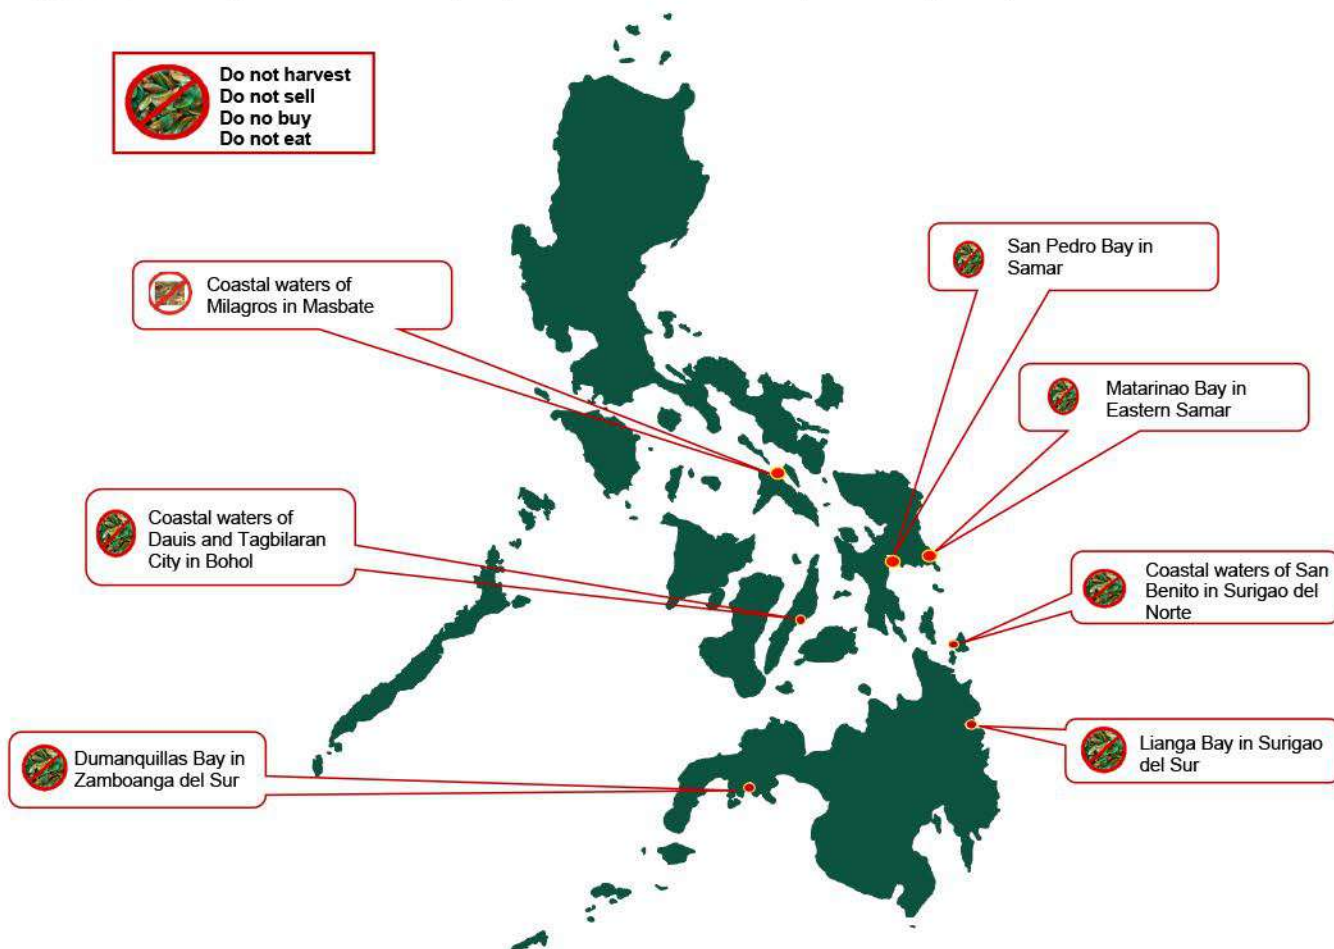 Do not harvest
Do not sell
Do no buy
Do not eat
San Pedro Bay in
Samar
Coastal waters of
Milagros in Masbate
Matarinao Bay in
Eastern Samar
Coastal waters of
Dauis and Tagbilaran
City in Bohol
Coastal waters of San
Benito in Surigao del
Norte
Lianga Bay in Surigao
del Sur
Dumanquillas Bay in
Zamboanga del Sur